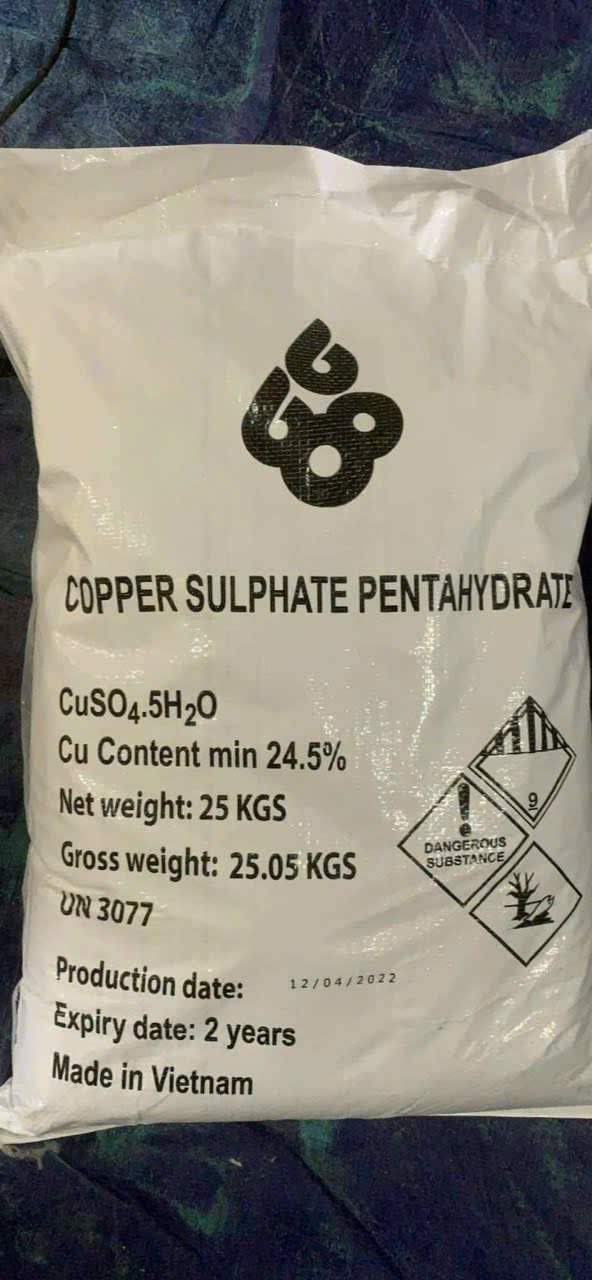 COPPER SULPHATE PENTAHYDRATE
CuSO₄.5H₂O
Cu Content min 24.5%
Net weight: 25 KGS
Gross weight: 25.05 KGS
UN 3077
9
!
DANGEROUS
SUBSTANCE
Production date: 12/04/2022
Expiry date: 2 years
Made in Vietnam